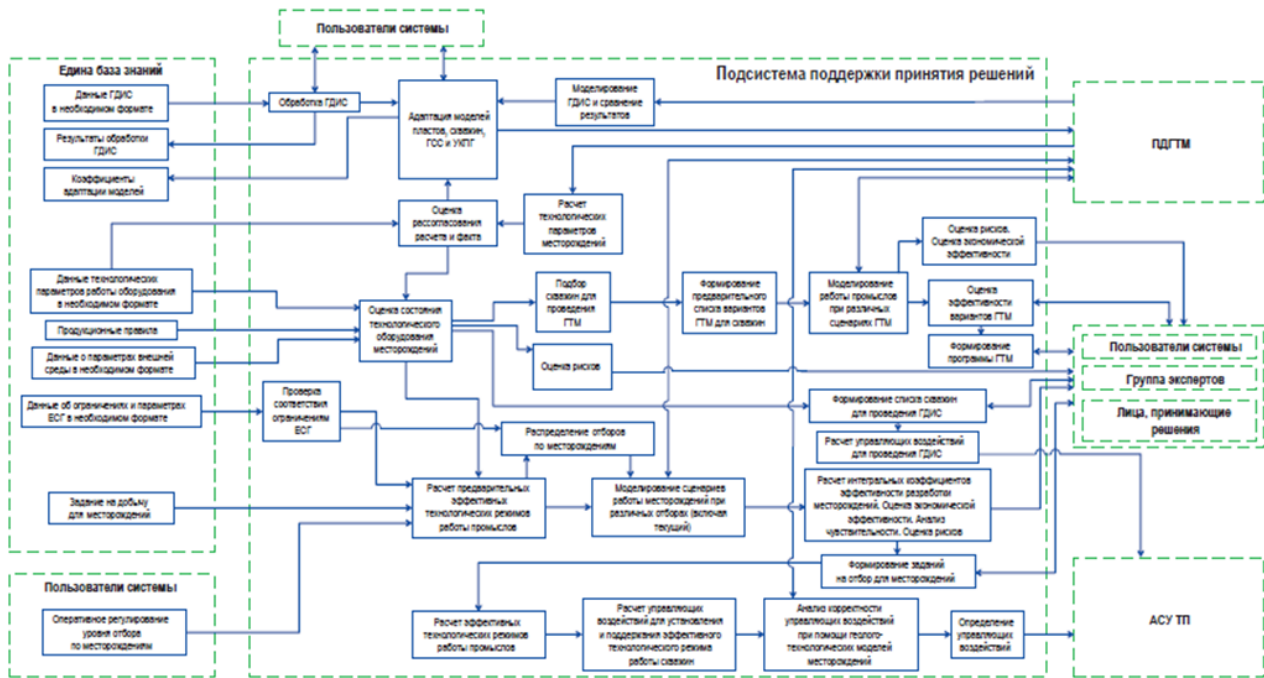 Пользователи системы
Едина база знаний
Данные ГДИС
в необходимом формате
Результаты обработки
ГДИС
Коэффициенты
адаптации моделей
Данные технологических
параметров работы оборудования
в необходимом формате
Продукционные правила
Данные о параметрах внешней
среды в необходимом формате
Данные об ограничениях и параметрах
ЕСГ в необходимом формате
Задание на добычу
для месторождений
Пользователи системы
Оперативное регулирование
уровня отбора
по месторождениям
Подсистема поддержки принятия решений
Обработка ГДИС
Адаптация моделей
пластов, скважин,
ГСС и УКПГ
Моделирование
ГДИС и сравнение
результатов
Оценка
рассогласования
расчета и факта
Расчет
технологических
параметров
месторождений
Оценка рисков.
Оценка экономической
эффективности
Оценка состояния
технологического
оборудования
месторождений
Подбор
скважин для
проведения
ГТМ
Формирование
предварительного
списка вариантов
ГТМ для скважин
Моделирование
работы промыслов
при различных
сценариях ГТМ
Оценка
эффективности
вариантов ГТМ
Формирование
программы ГТМ
Оценка рисков
Проверка
соответствия
ограничениям
ЕСГ
Формирование списка скважин
для проведения ГДИС
Распределение отборов
по месторождениям
Расчет управляющих воздействий
для проведения ГДИС
Расчет предварительных
эффективных
технологических режимов
работы промыслов
Моделирование сценариев
работы месторождений при
различных отборах (включая
текущий)
Расчет интегральных коэффициентов
эффективности разработки
месторождений. Оценка экономической
эффективности. Анализ
чувствительности. Оценка рисков
Формирование заданий
на отбор для месторождений
Расчет эффективных
технологических режимов
работы промыслов
Расчет управляющих
воздействий для установления
и поддержания эффективного
технологического режима
работы скважин
Анализ корректности
управляющих воздействий
при помощи геолого-
технологических моделей
месторождений
Определение
управляющих
воздействий
ПДГТМ
Пользователи системы
Группа экспертов
Лица, принимающие
решения
АСУ ТП